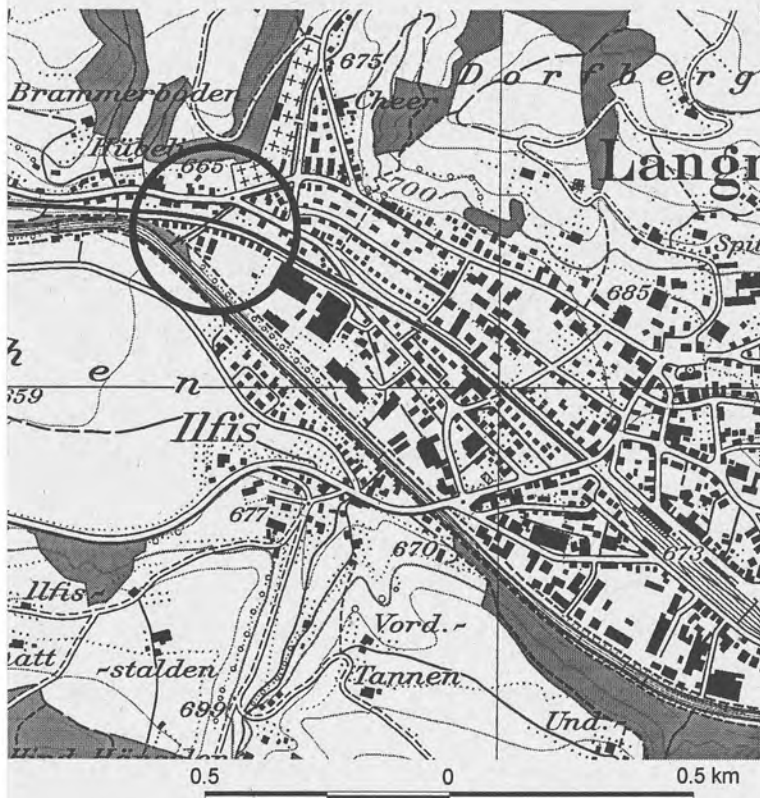 675
Dorfberg
Brammerboden
Cheer
Hübeli
665
Langn
700
Spit
685
h e n
659
Ilfis
677
670
673
Ilfis-
Vord.-
att
-stalden
Tannen
699
Und.-
0.5 0 0.5 km